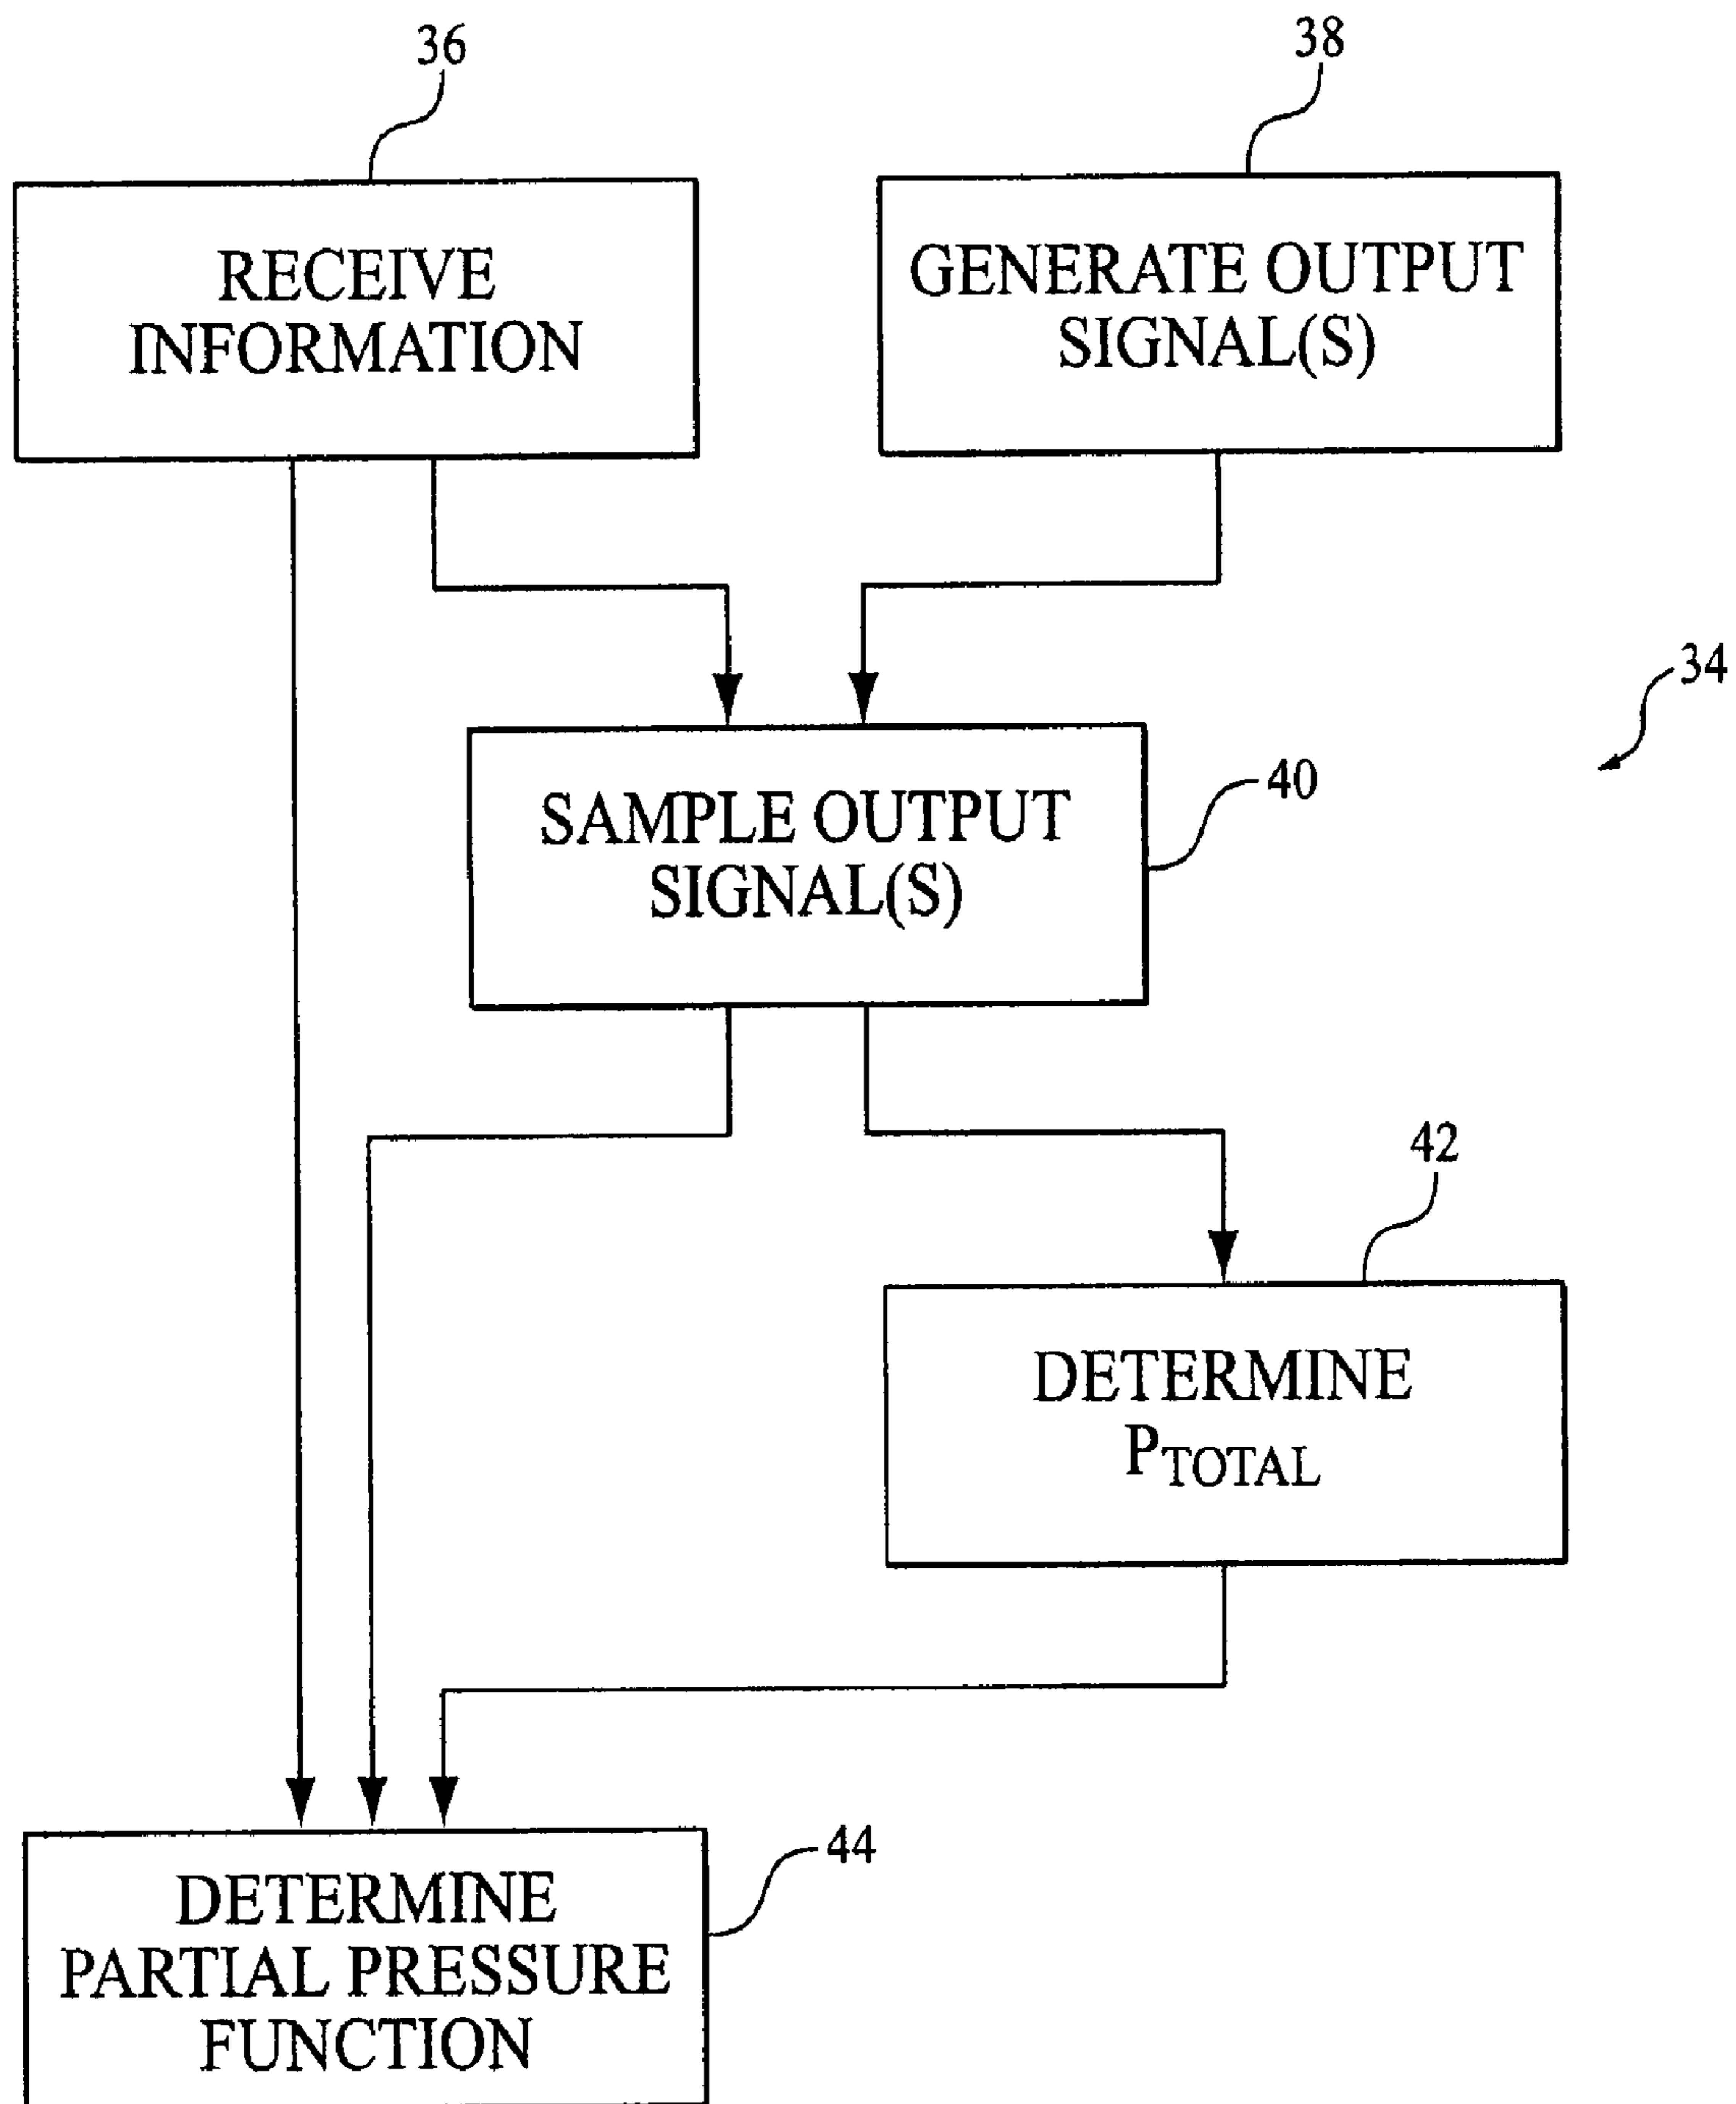 36
38
RECEIVE
INFORMATION
GENERATE OUTPUT
SIGNAL(S)
34
SAMPLE OUTPUT
SIGNAL(S)
40
42
DETERMINE
PTOTAL
44
DETERMINE
PARTIAL PRESSURE
FUNCTION